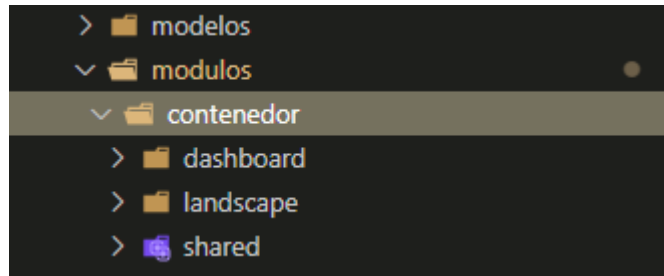 modelos
modulos
contenedor
dashboard
landscape
shared